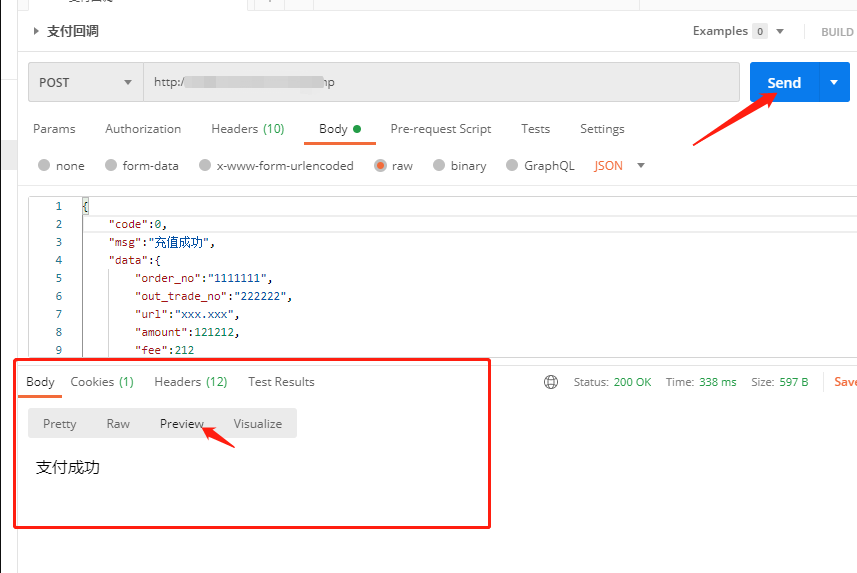 支付回调
Examples 0 BUILD
POST http:/ np
Send
Params Authorization Headers (10) Body Pre-request Script Tests Settings
none form-data x-www-form-urlencoded raw binary GraphQL JSON
1 {
2 "code":0,
3 "msg":"充值成功",
4 "data":{
5 "order_no":"1111111",
6 "out_trade_no":"222222",
7 "url":"xxx.xxx",
8 "amount":121212,
9 "fee":212
Body Cookies (1) Headers (12) Test Results Status: 200 OK Time: 338 ms Size: 597 B Save
Pretty Raw Preview Visualize
支付成功